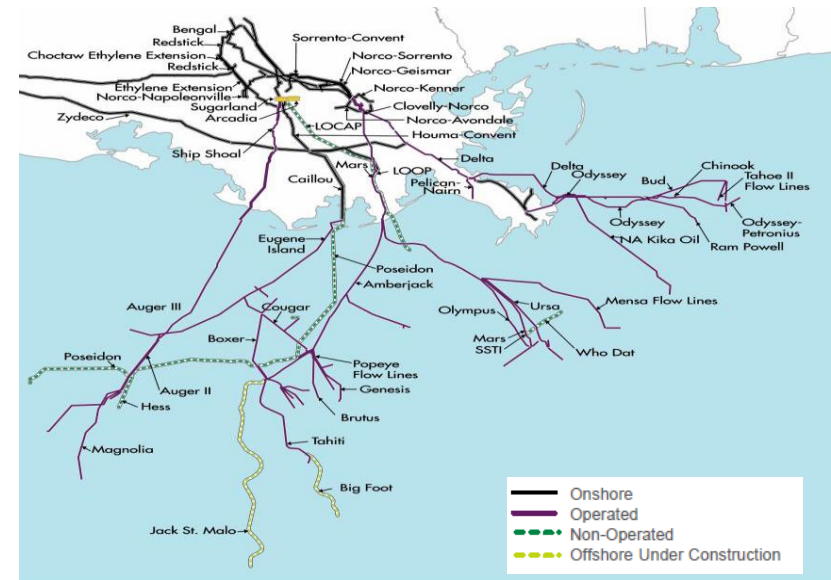 Bengal
Redstick
Choctaw Ethylene Extension
Redstick
Ethylene Extension
Norco-Napoleonville
Sugarland
Arcadia
Zydeco
Ship Shoal
Sorrento-Convent
Norco-Sorrento
Norco-Geismar
Norco-Kenner
Clovelly-Norco
Norco-Avondale
Houma-Convent
LOCAP
Mars
LOOP
Caillou
Delta
Pelican-
Nairn
Delta
Odyssey
Bud
Chinook
Tahoe II
Flow Lines
Odyssey
Odyssey-
Petronius
NA Kika Oil
Ram Powell
Eugene
Island
Poseidon
Amberjack
Auger III
Cougar
Boxer
Olympus
Ursa
Mensa Flow Lines
Mars
SSTI
Who Dat
Poseidon
Auger II
Hess
Magnolia
Popeye
Flow Lines
Genesis
Brutus
Tahiti
Big Foot
Jack St. Malo
Onshore
Operated
Non-Operated
Offshore Under Construction